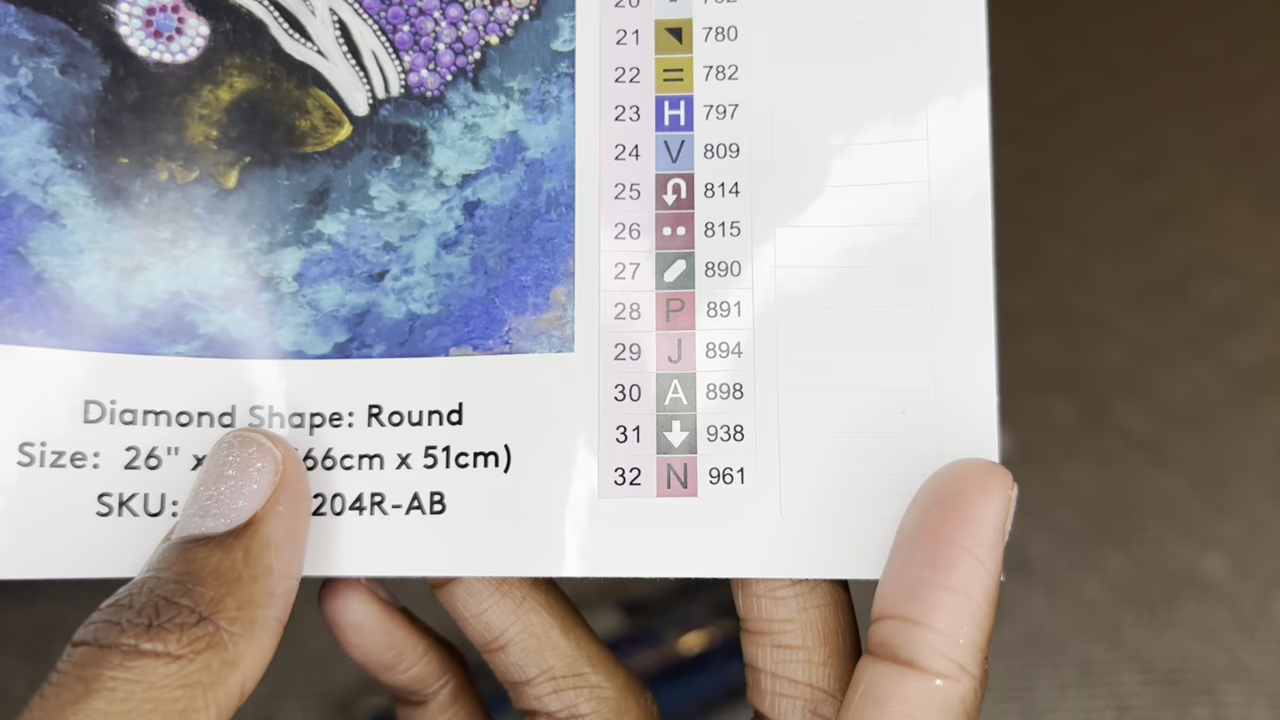 21 780
22 = 782
23 H 797
24 V 809
25 814
26 815
27 890
28 P 891
29 J 894
30 A 898
31 938
32 N 961
Diamond Shape: Round
Size: 26" x 66cm x 51cm)
SKU: 204R-AB